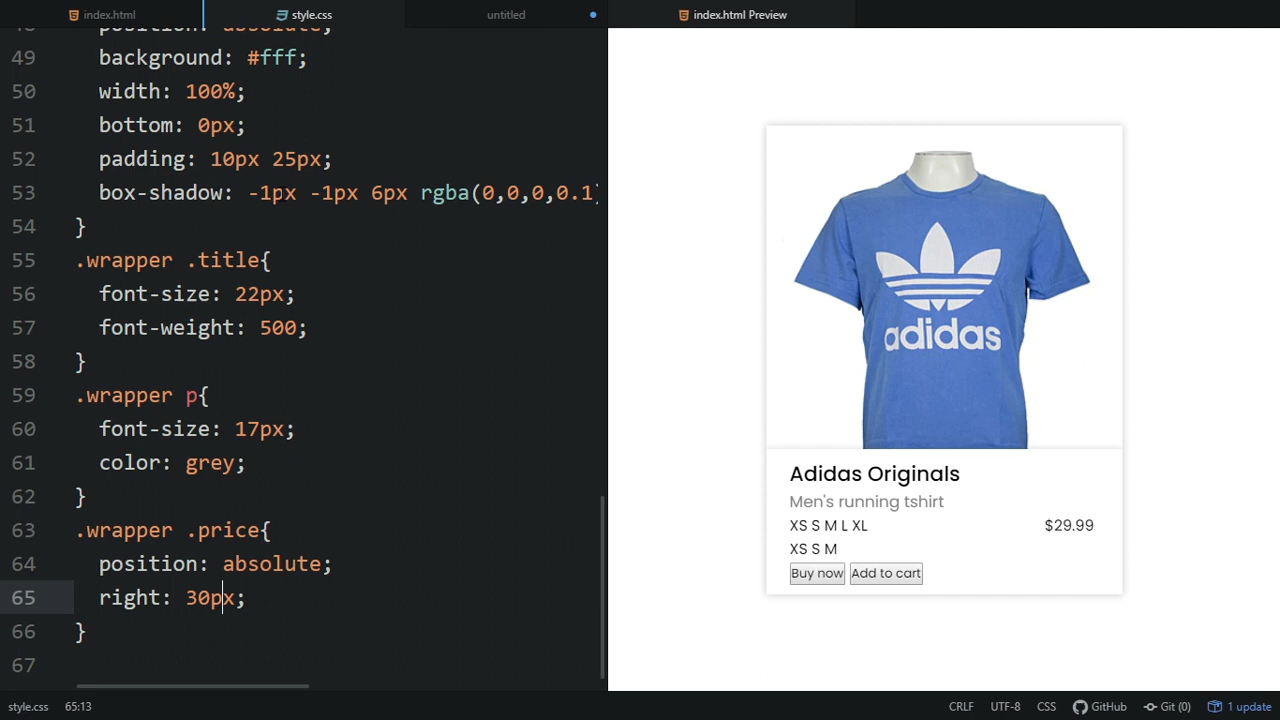 index.html
style.css
untitled
index.html Preview
48 position: absolute;
49 background: #fff;
50 width: 100%;
51 bottom: 0px;
52 padding: 10px 25px;
53 box-shadow: -1px -1px 6px rgba(0,0,0,0.1)
54 }
55 .wrapper .title{
56 font-size: 22px;
57 font-weight: 500;
58 }
59 .wrapper p{
60 font-size: 17px;
61 color: grey;
62 }
63 .wrapper .price{
64 position: absolute;
65 right: 30px;
66 }
67
adidas
Adidas Originals
Men's running tshirt
XS S M L XL $29.99
XS S M
Buy now Add to cart
style.css 65:13 CRLF UTF-8 CSS GitHub Git (0) 1 update